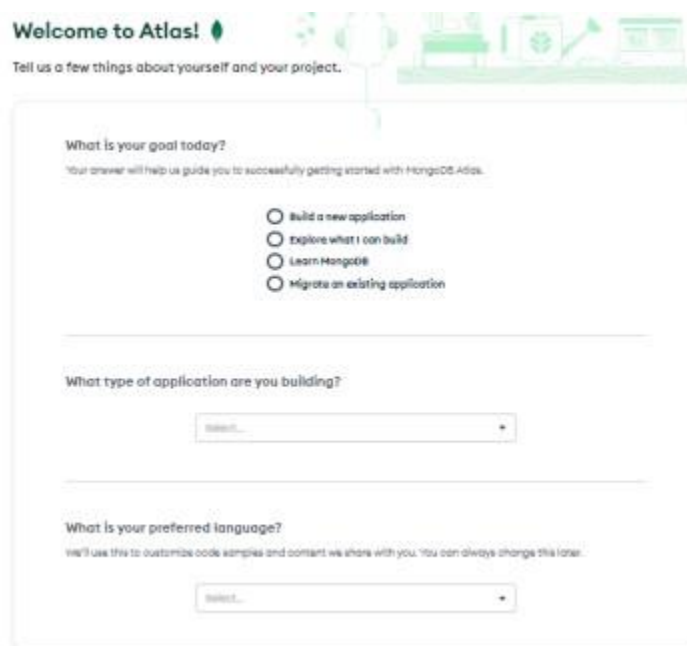 Welcome to Atlas!
Tell us a few things about yourself and your project.
What is your goal today?
Your answer will help us guide you to successfully getting started with MongoDB Atlas.
Build a new application
Explore what I can build
Learn MongoDB
Migrate an existing application
What type of application are you building?
Select...
What is your preferred language?
We'll use this to customize code samples and content we share with you. You can always change this later.
Select...